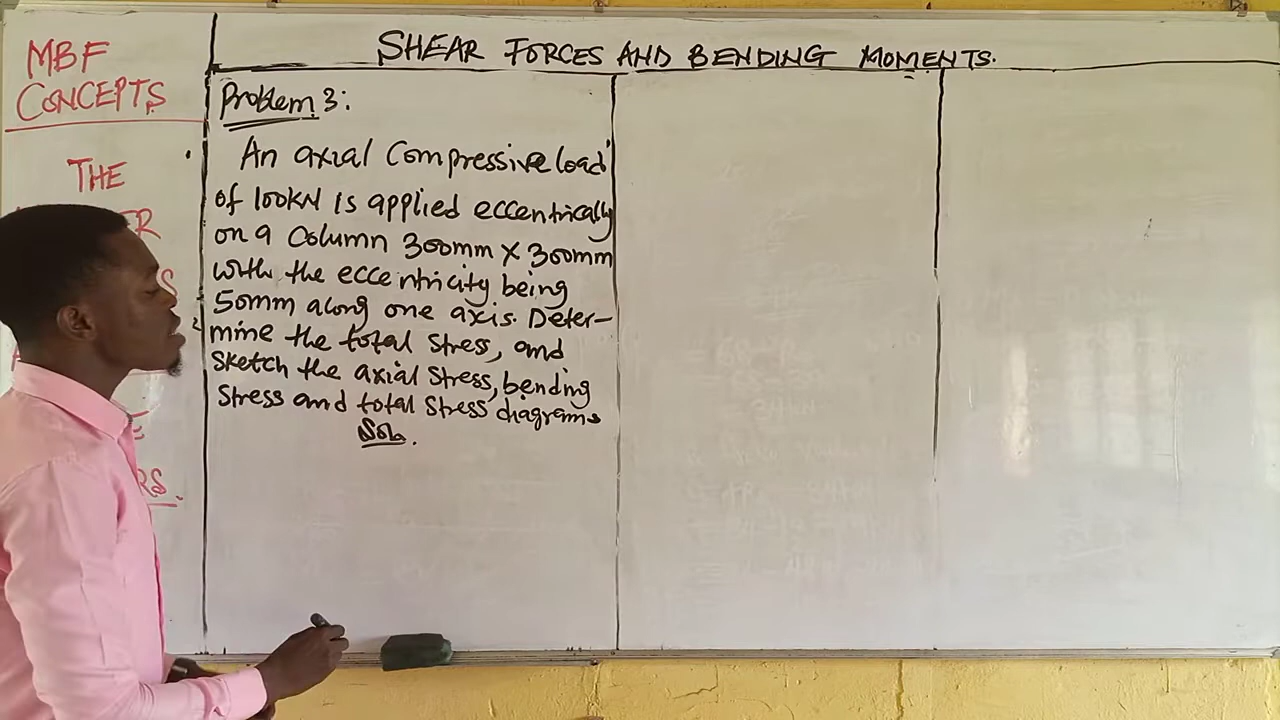 MBF
CONCEPTS
THE
SHEAR FORCES AND BENDING MOMENTS.
Problem 3:
An axial Compressive load
of 100KN is applied eccentrically
on a Column 300mm X 300mm
with the eccentricity being
50mm along one axis. Deter-
mine the total stress, and
sketch the axial stress, bending
stress and total stress diagrams
Soln.